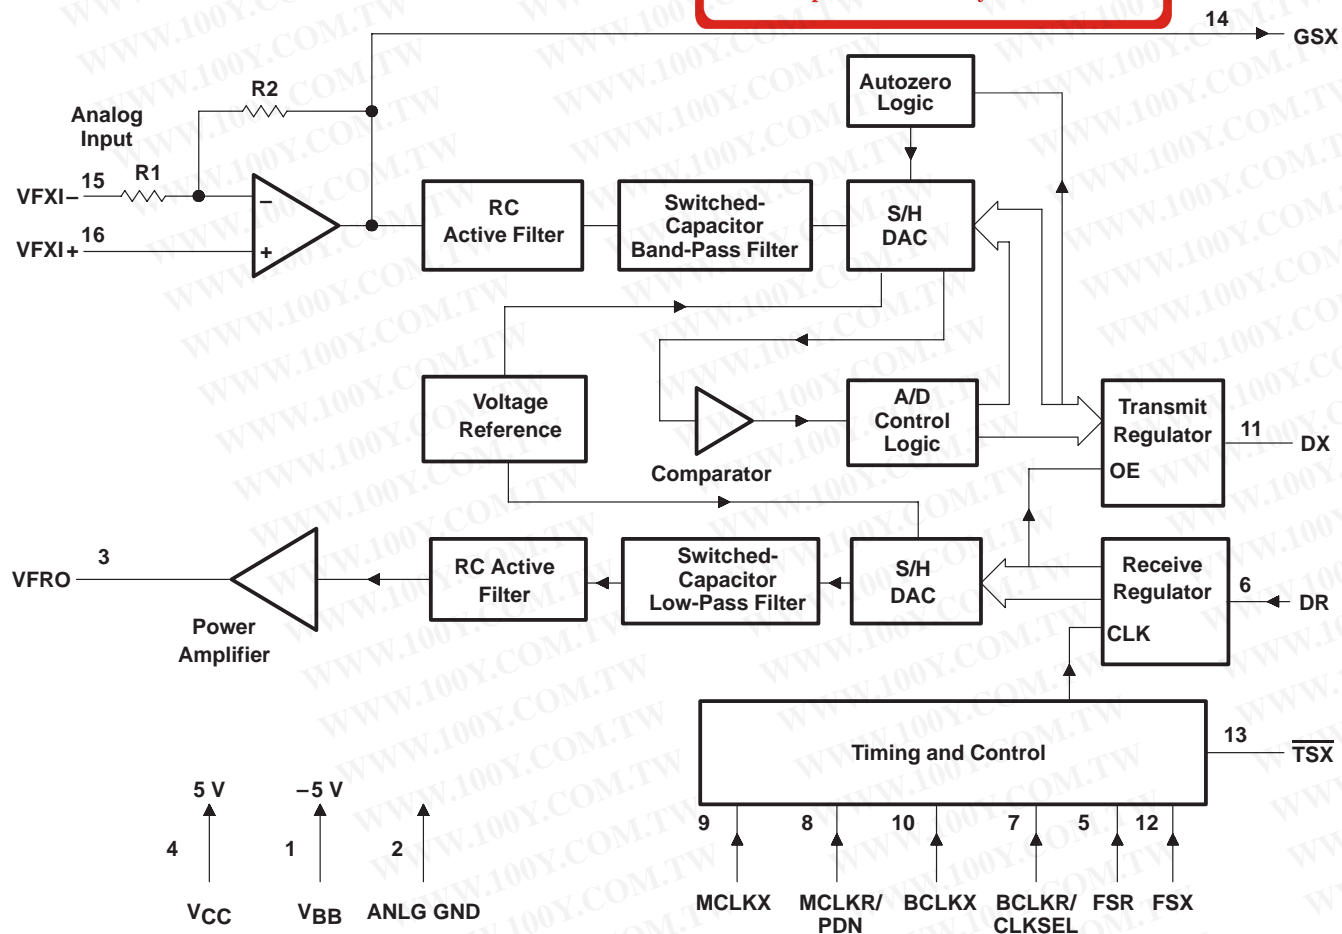 14
GSX
R2
Autozero
Logic
Analog
Input
VFXI– 15
R1
VFXI+ 16
–
+
RC
Active Filter
Switched-
Capacitor
Band-Pass Filter
S/H
DAC
Voltage
Reference
Comparator
A/D
Control
Logic
Transmit
Regulator
OE
11
DX
VFRO
3
Power
Amplifier
RC Active
Filter
Switched-
Capacitor
Low-Pass Filter
S/H
DAC
Receive
Regulator
CLK
6
DR
Timing and Control
13
TSX
5 V
–5 V
4
1
2
VCC
VBB
ANLG GND
9
8
10
7
5
12
MCLKX
MCLKR/
PDN
BCLKX
BCLKR/
CLKSEL
FSR
FSX
WWW.100Y.COM.TW